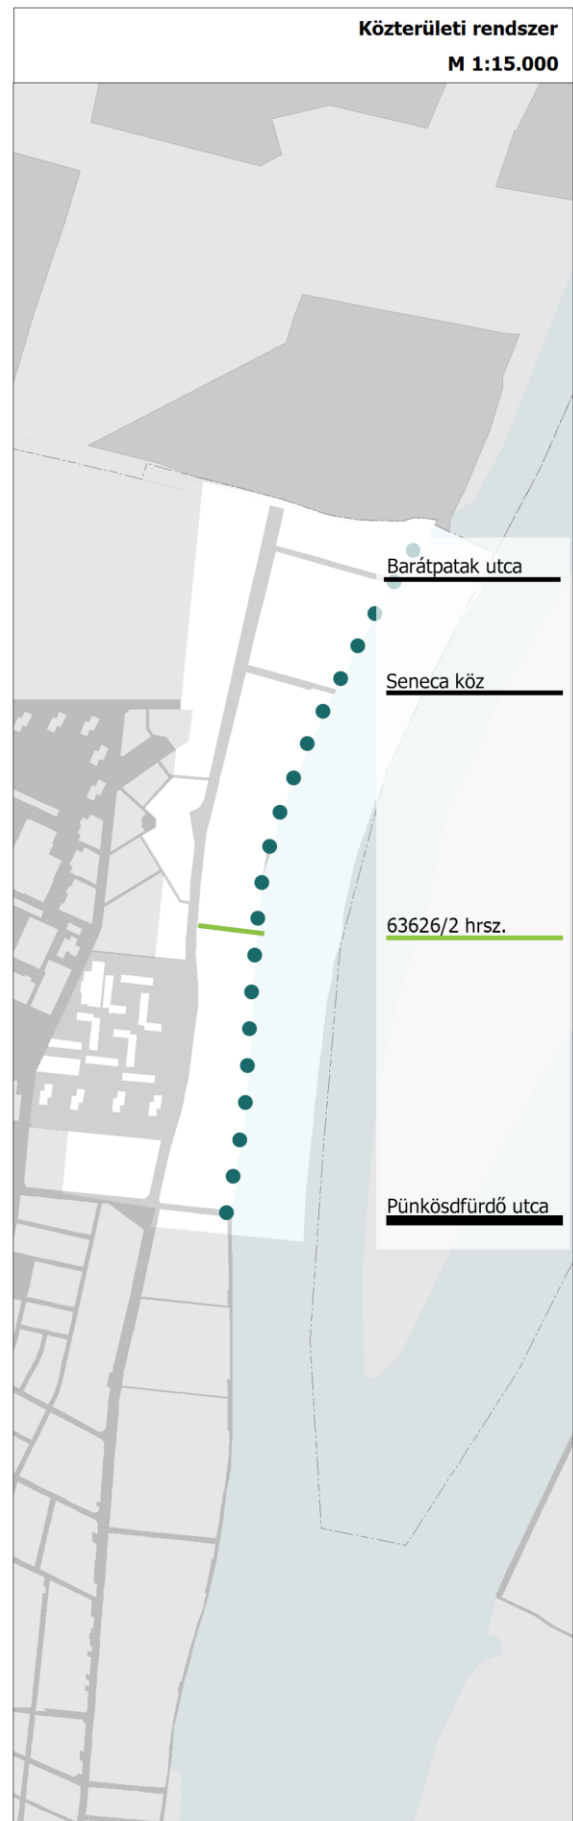 Közterületi rendszer
M 1:15.000
Barátpatak utca
Seneca köz
63626/2 hrsz.
Pünkösdfürdő utca